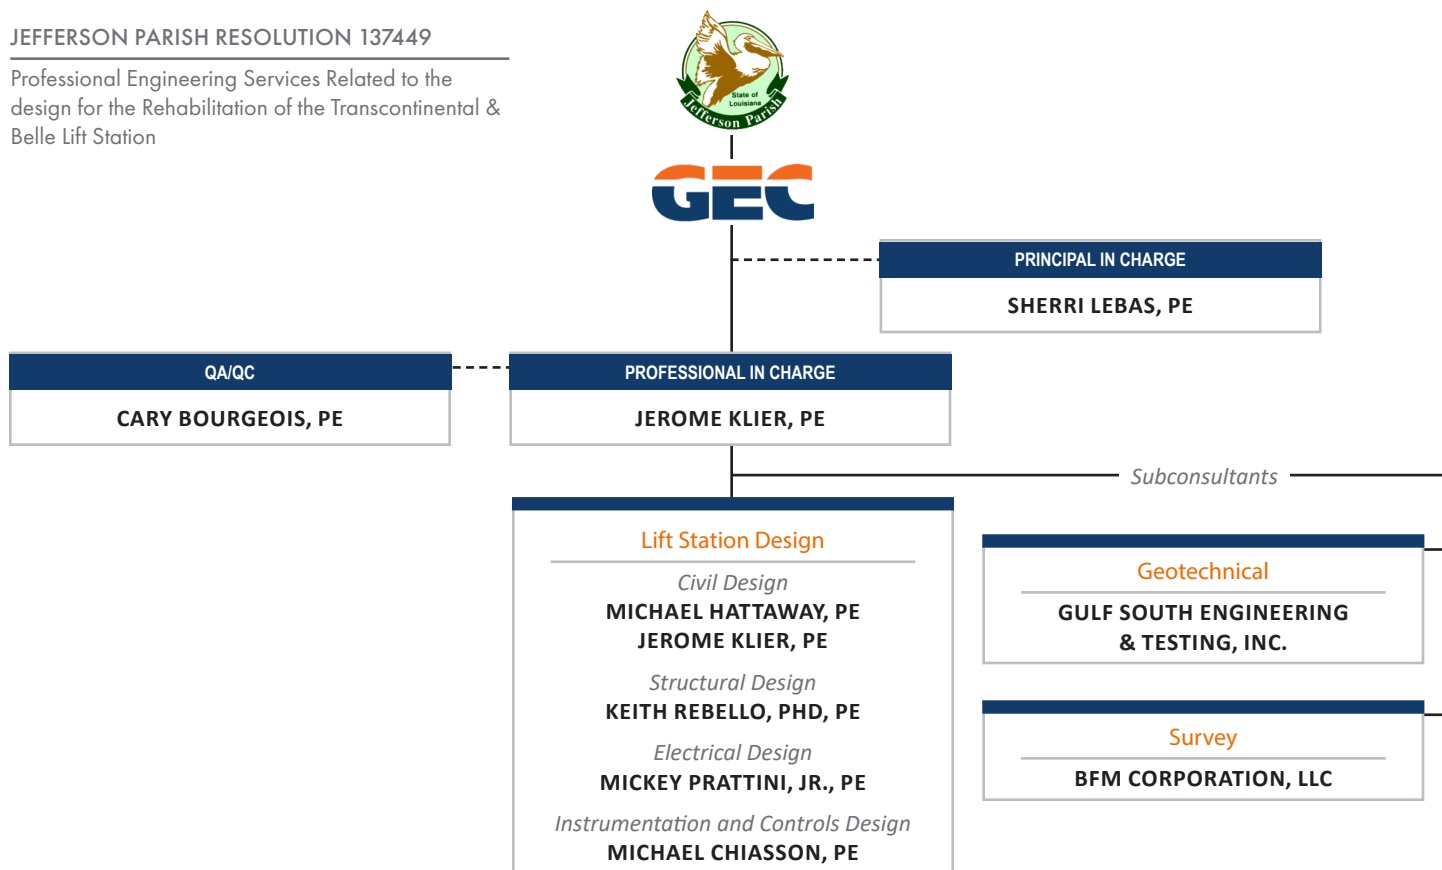 JEFFERSON PARISH RESOLUTION 137449
Professional Engineering Services Related to the
design for the Rehabilitation of the Transcontinental &
Belle Lift Station
State of
Louisiana
Jefferson Parish
GEC
PRINCIPAL IN CHARGE
SHERRI LEBAS, PE
QA/QC
CARY BOURGEOIS, PE
PROFESSIONAL IN CHARGE
JEROME KLIER, PE
Subconsultants
Lift Station Design
Civil Design
MICHAEL HATTAWAY, PE
JEROME KLIER, PE
Structural Design
KEITH REBELLO, PHD, PE
Electrical Design
MICKEY PRATTINI, JR., PE
Instrumentation and Controls Design
MICHAEL CHIASSON, PE
Geotechnical
GULF SOUTH ENGINEERING
& TESTING, INC.
Survey
BFM CORPORATION, LLC